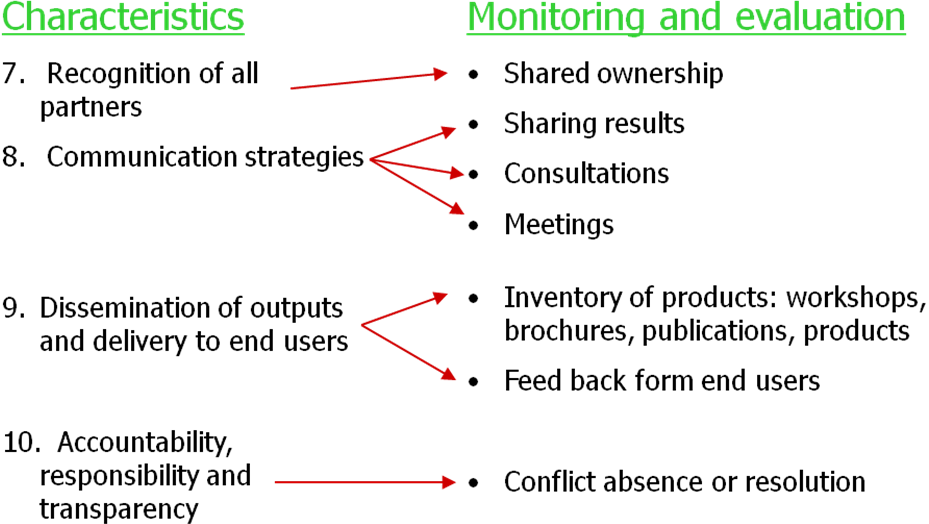 Characteristics
Monitoring and evaluation
7. Recognition of all
partners
• Shared ownership
• Sharing results
8. Communication strategies
• Consultations
• Meetings
9. Dissemination of outputs
and delivery to end users
• Inventory of products: workshops,
brochures, publications, products
• Feed back form end users
10. Accountability,
responsibility and
transparency
• Conflict absence or resolution